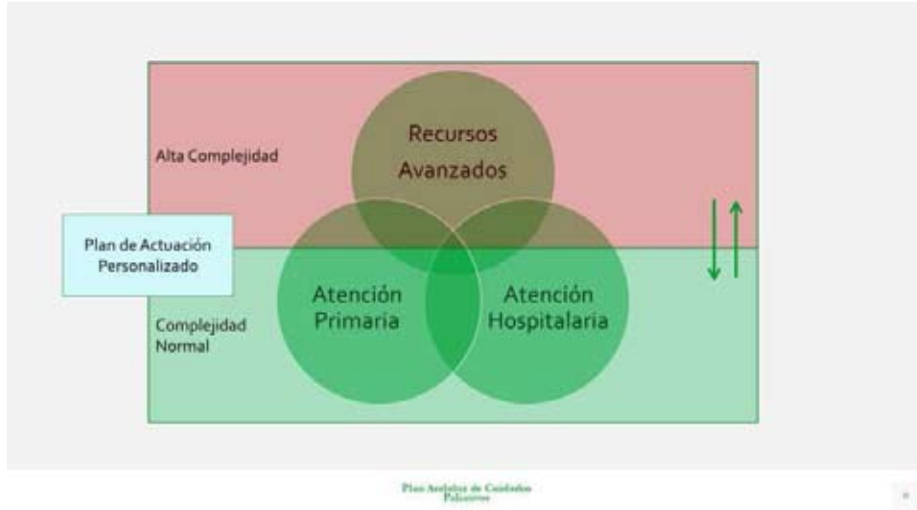 Recursos
Avanzados
Alta Complejidad
Plan de Actuación
Personalizado
Atención
Primaria
Atención
Hospitalaria
Complejidad
Normal
Plan Andaluz de Cuidados
Paliativos